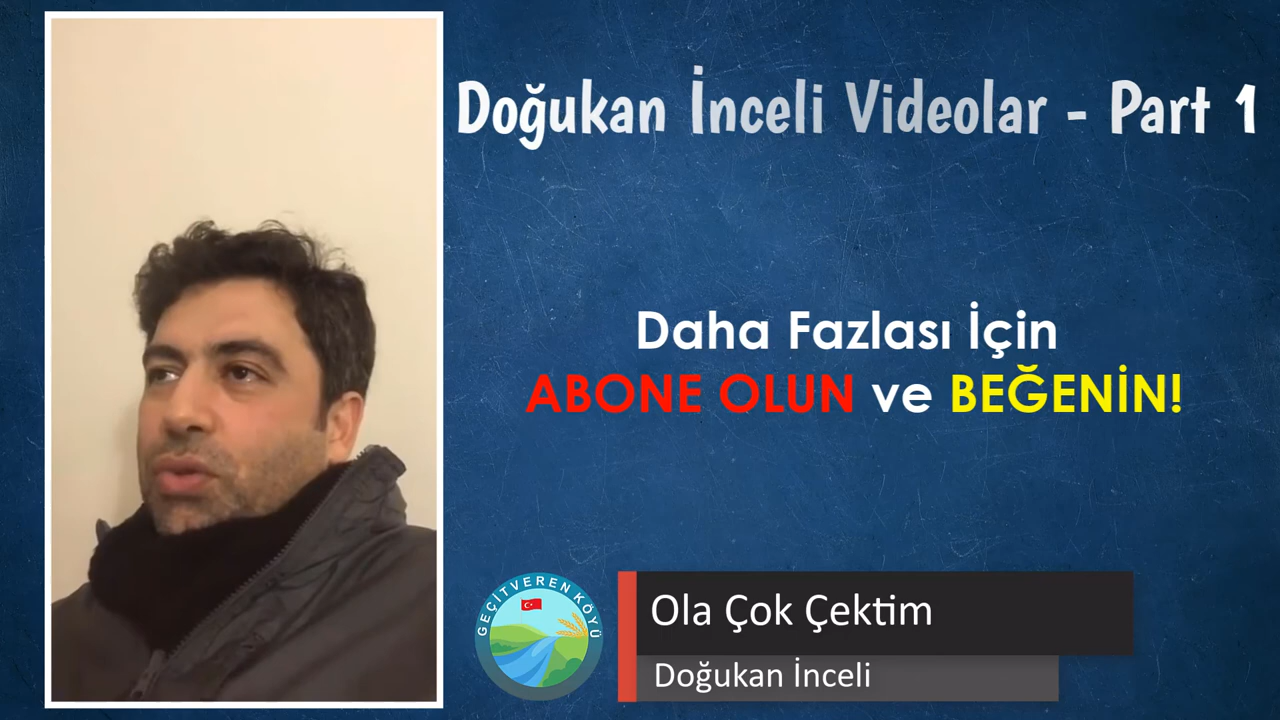 Doğukan İnceli Videolar - Part 1
Daha Fazlası İçin
ABONE OLUN ve BEĞENİN!
GEÇİTVEREN KÖYÜ
Ola Çok Çektim
Doğukan İnceli